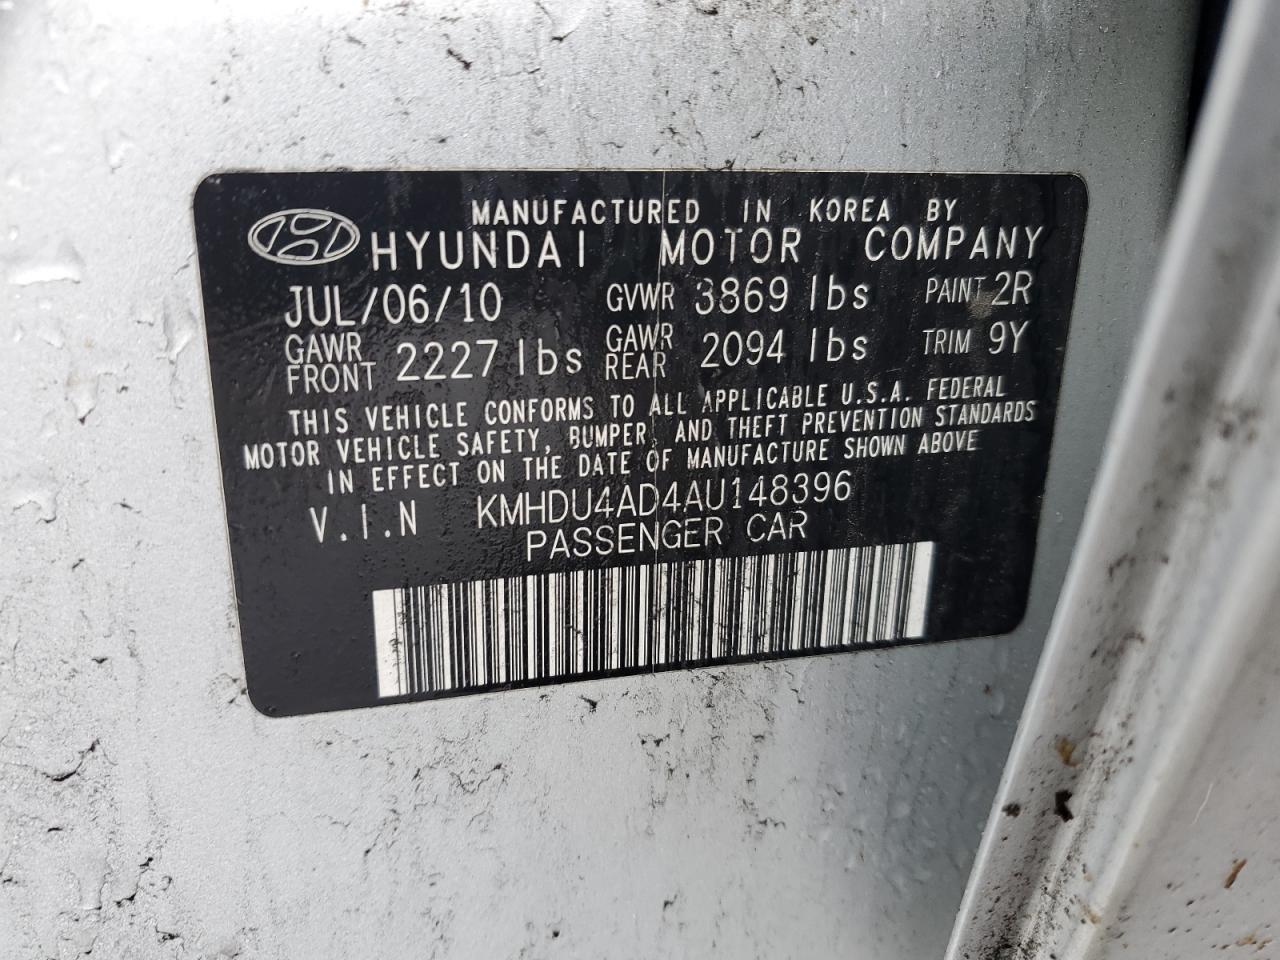 MANUFACTURED IN KOREA BY
HYUNDAI MOTOR COMPANY
JUL/06/10 GVWR 3869 lbs PAINT 2R
GAWR FRONT 2227 lbs GAWR REAR 2094 lbs TRIM 9Y
THIS VEHICLE CONFORMS TO ALL APPLICABLE U.S.A. FEDERAL
MOTOR VEHICLE SAFETY, BUMPER, AND THEFT PREVENTION STANDARDS
IN EFFECT ON THE DATE OF MANUFACTURE SHOWN ABOVE
V.I.N KMHDU4AD4AU148396
PASSENGER CAR